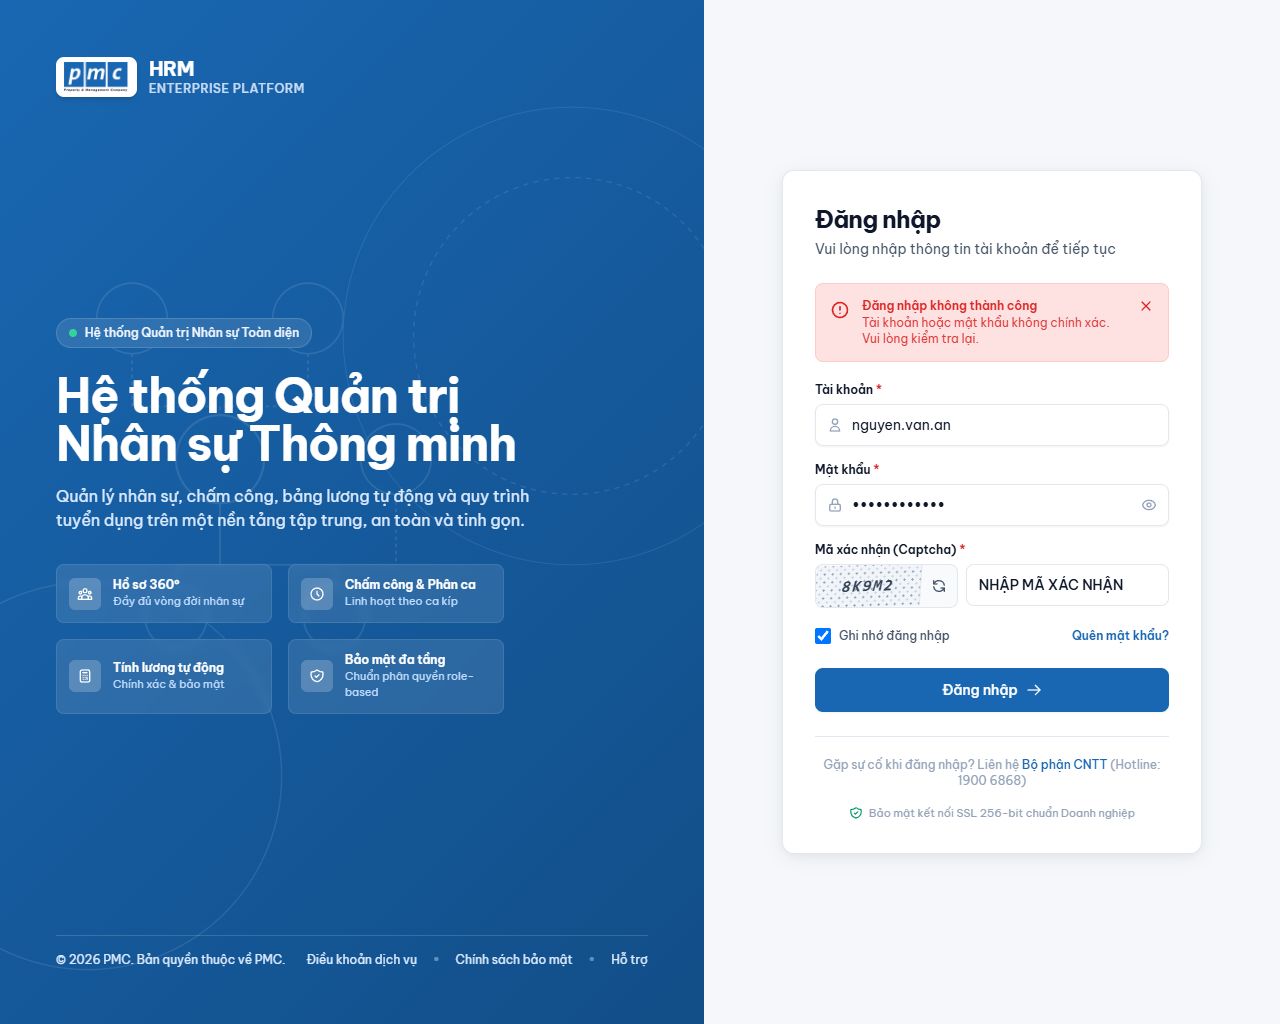 pmc
Property & Management Company
HRM
ENTERPRISE PLATFORM
Hệ thống Quản trị Nhân sự Toàn diện
Hệ thống Quản trị
Nhân sự Thông minh
Quản lý nhân sự, chấm công, bảng lương tự động và quy trình
tuyển dụng trên một nền tảng tập trung, an toàn và tinh gọn.
Hồ sơ 360°
Đầy đủ vòng đời nhân sự
Chấm công & Phân ca
Linh hoạt theo ca kíp
Tính lương tự động
Chính xác & bảo mật
Bảo mật đa tầng
Chuẩn phân quyền role-
based
© 2026 PMC. Bản quyền thuộc về PMC.
Điều khoản dịch vụ • Chính sách bảo mật • Hỗ trợ
Đăng nhập
Vui lòng nhập thông tin tài khoản để tiếp tục
Đăng nhập không thành công
Tài khoản hoặc mật khẩu không chính xác.
Vui lòng kiểm tra lại.
Tài khoản *
nguyen.van.an
Mật khẩu *
••••••••••••
Mã xác nhận (Captcha) *
8K9M2
NHẬP MÃ XÁC NHẬN
Ghi nhớ đăng nhập
Quên mật khẩu?
Đăng nhập →
Gặp sự cố khi đăng nhập? Liên hệ Bộ phận CNTT (Hotline:
1900 6868)
Bảo mật kết nối SSL 256-bit chuẩn Doanh nghiệp